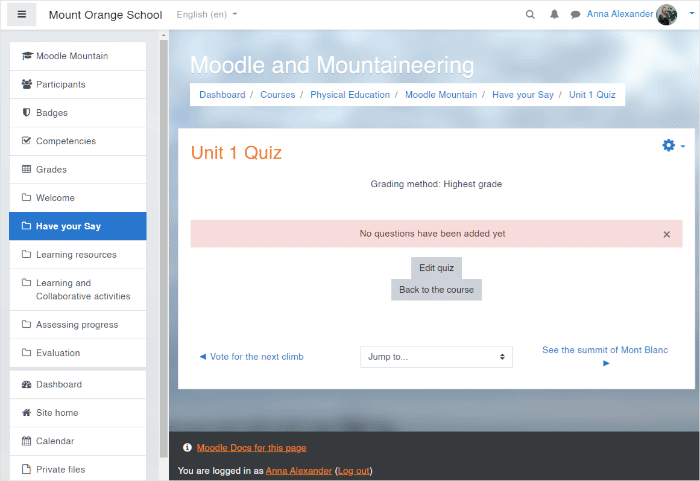 Mount Orange School
English (en)
Anna Alexander
Moodle Mountain
Participants
Badges
Competencies
Grades
Welcome
Have your Say
Learning resources
Learning and
Collaborative activities
Assessing progress
Evaluation
Dashboard
Site home
Calendar
Private files
Moodle and Mountaineering
Dashboard / Courses / Physical Education / Moodle Mountain / Have your Say / Unit 1 Quiz
Unit 1 Quiz
Grading method: Highest grade
No questions have been added yet ×
Edit quiz
Back to the course
◄ Vote for the next climb
Jump to...
See the summit of Mont Blanc
►
Moodle Docs for this page
You are logged in as Anna Alexander (Log out)